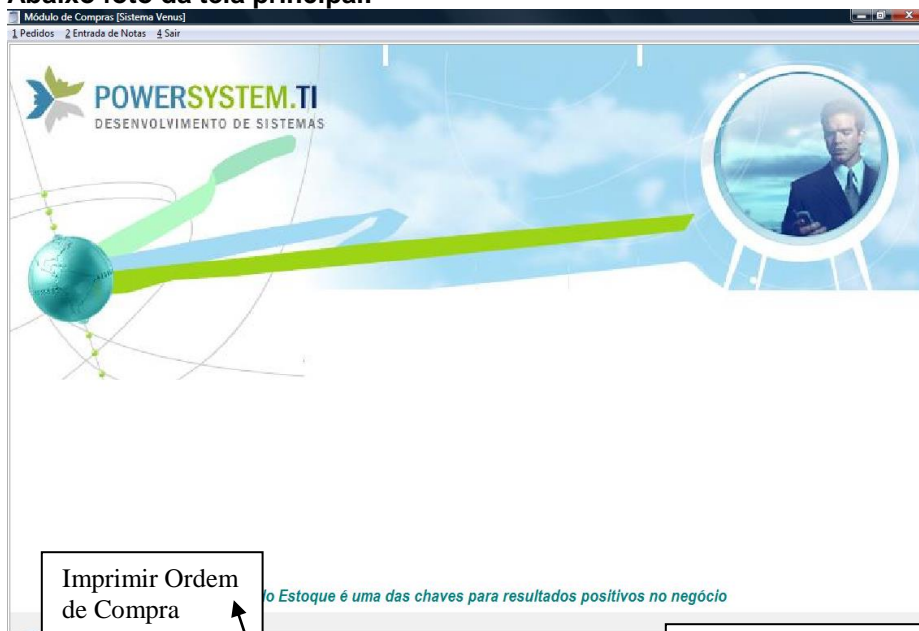 Abaixo foto da tela principal.
Módulo de Compras [Sistema Venus]
1 Pedidos 2 Entrada de Notas 4 Sair
POWERSYSTEM.TI
DESENVOLVIMENTO DE SISTEMAS
Imprimir Ordem
de Compra
lo Estoque é uma das chaves para resultados positivos no negócio